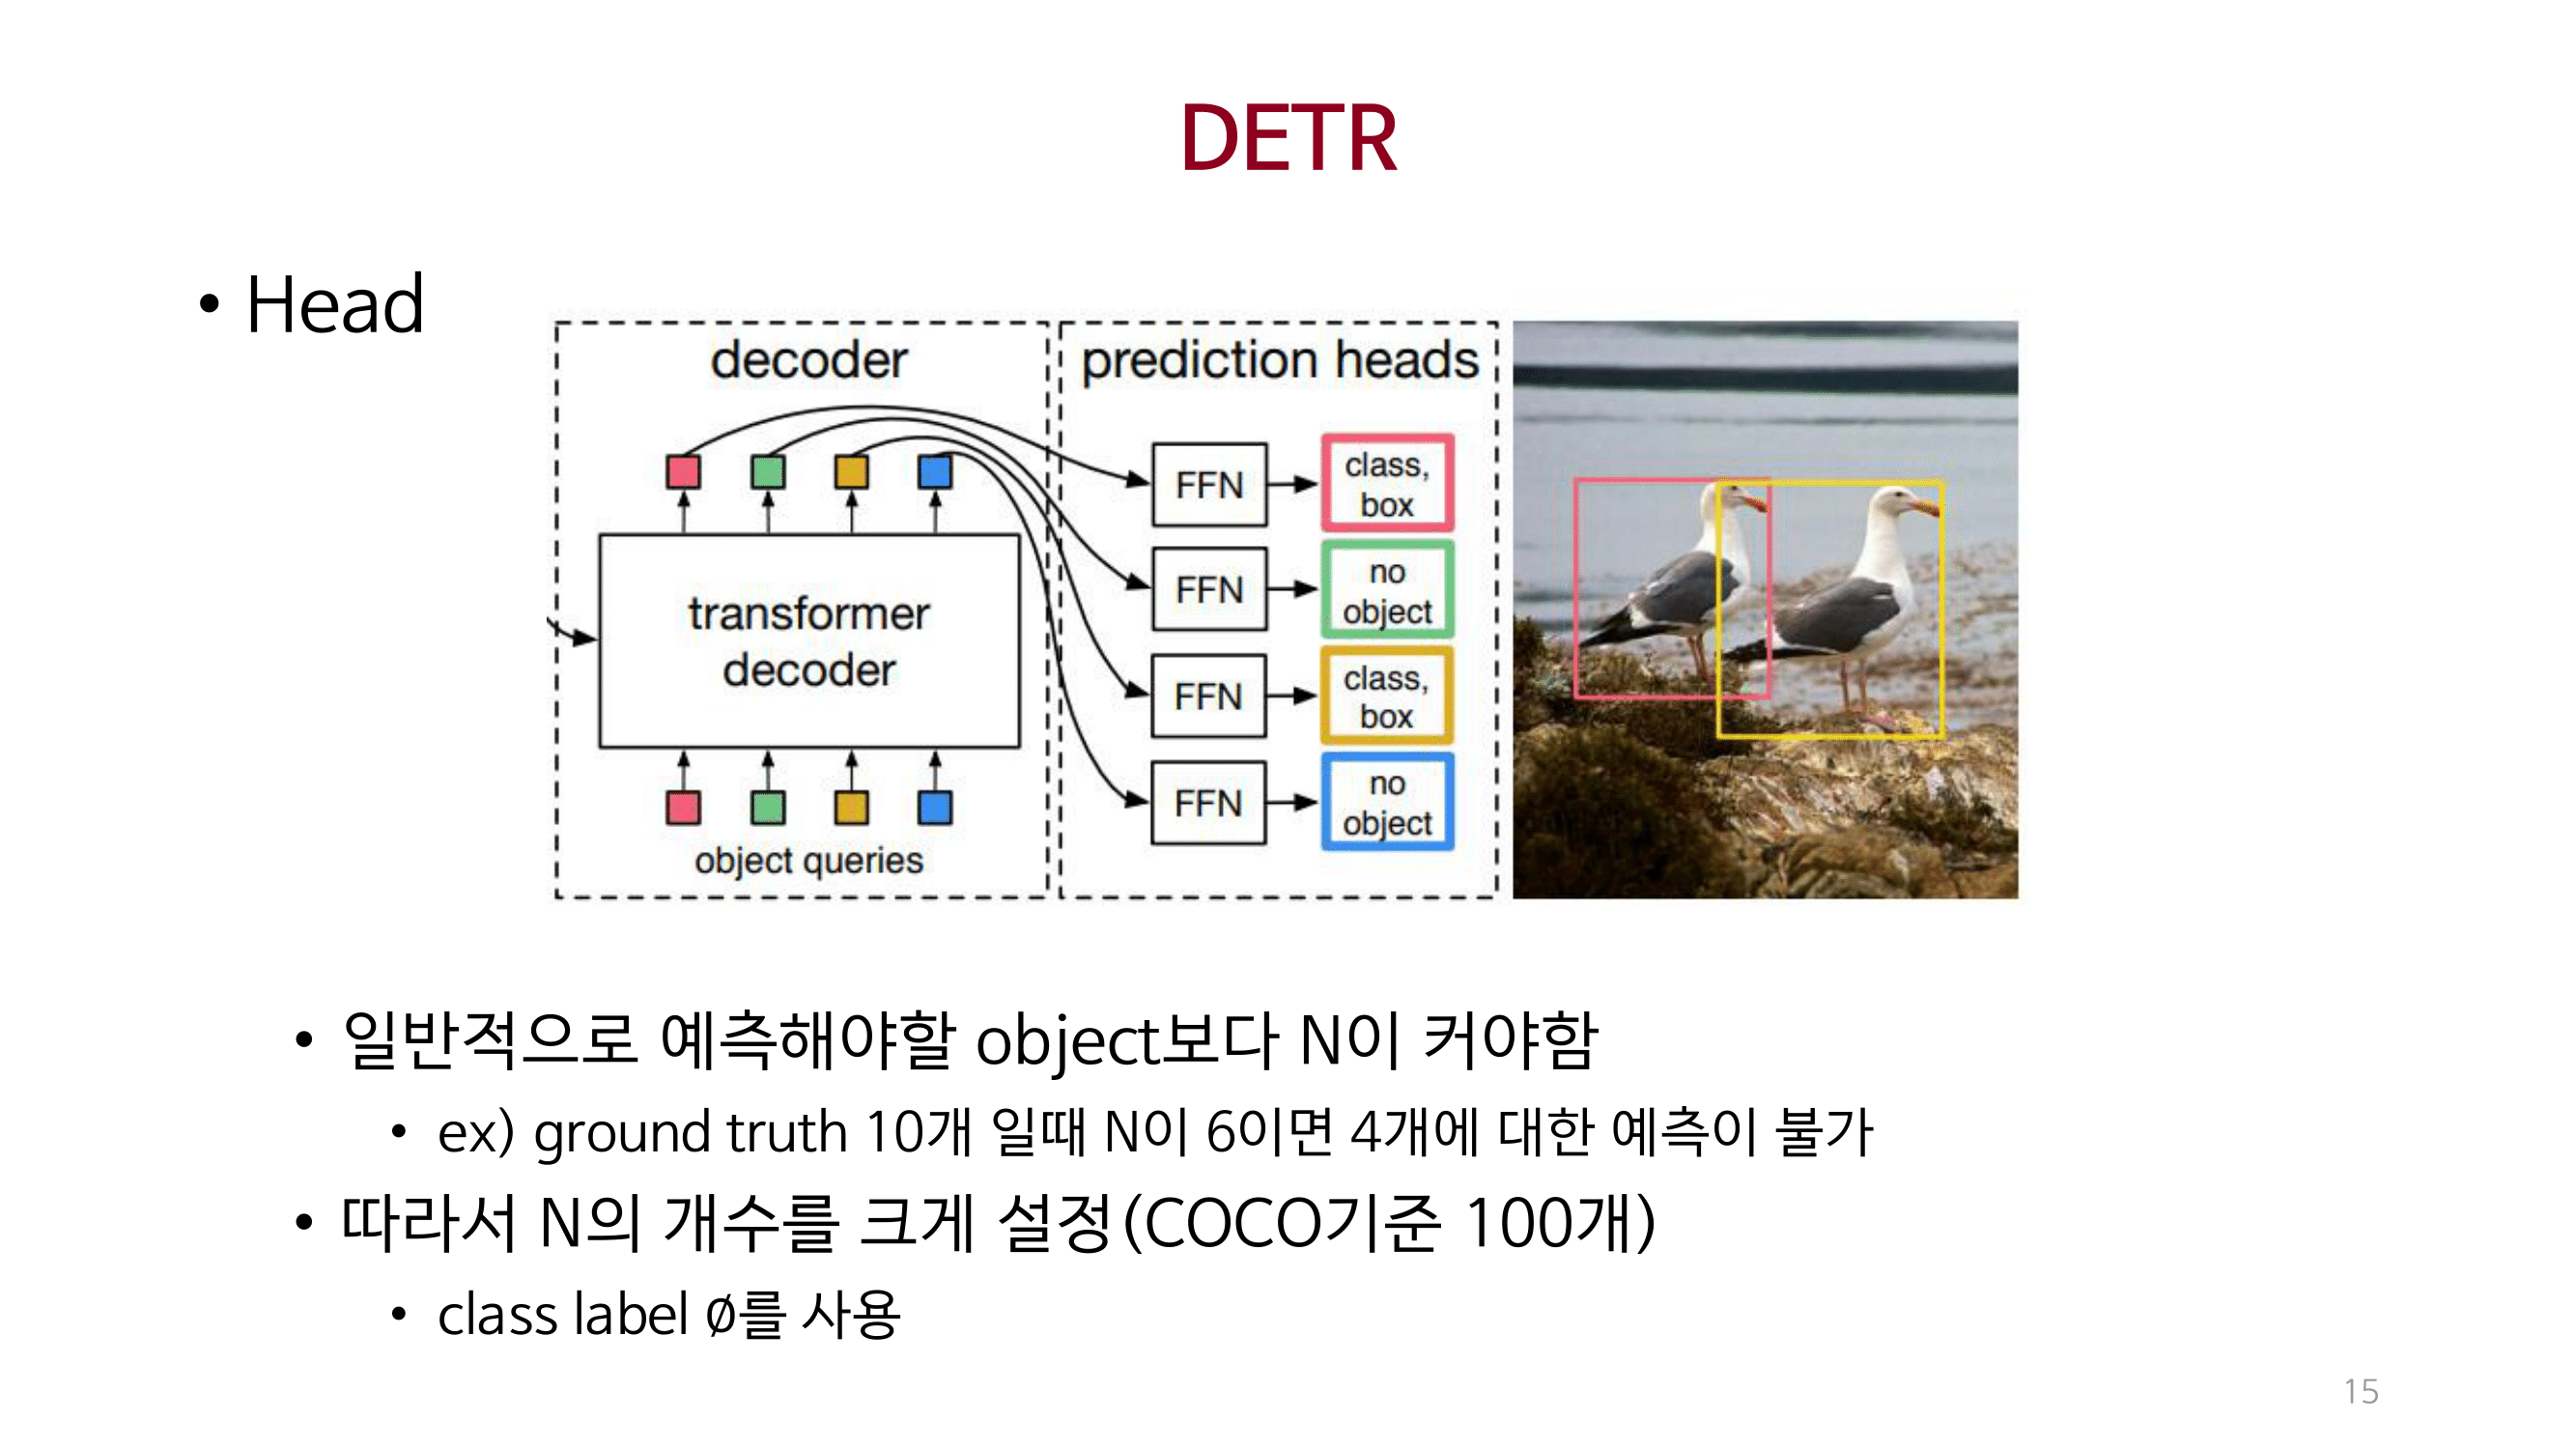 DETR
• Head
decoder
prediction heads
transformer
decoder
object queries
FFN
class,
box
FFN
no
object
FFN
class,
box
FFN
no
object
• 일반적으로 예측해야할 object보다 N이 커야함
• ex) ground truth 10개 일때 N이 6이면 4개에 대한 예측이 불가
• 따라서 N의 개수를 크게 설정(COCO기준 100개)
• class label Ø를 사용
15